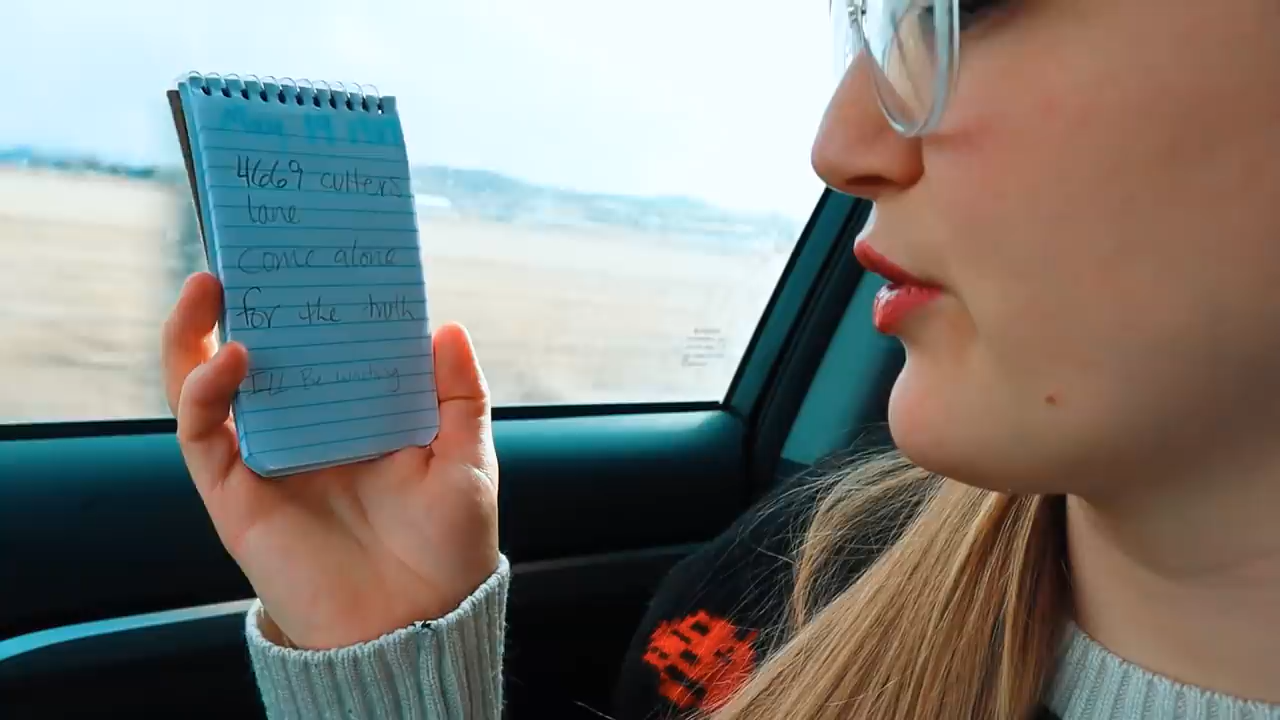 4669 cutters
lane
come alone
for the truth
I'll Be waiting